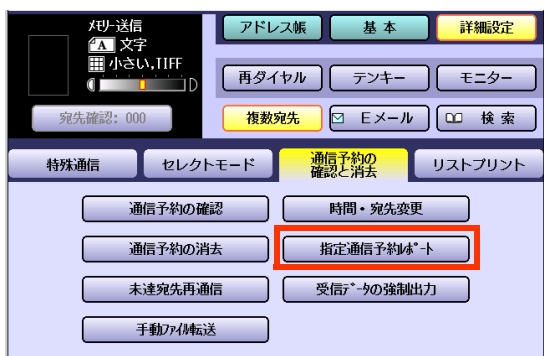 ﾒﾓﾘｰ送信
A 文字
小さい,TIFF
D
宛先確認: 000
アドレス帳
基本
詳細設定
再ダイヤル
テンキー
モニター
複数宛先
Eメール
検索
特殊通信
セレクトモード
通信予約の
確認と消去
リストプリント
通信予約の確認
時間・宛先変更
通信予約の消去
指定通信予約ﾚﾎﾟｰﾄ
未達宛先再通信
受信ﾃﾞｰﾀの強制出力
手動ﾌｧｲﾙ転送